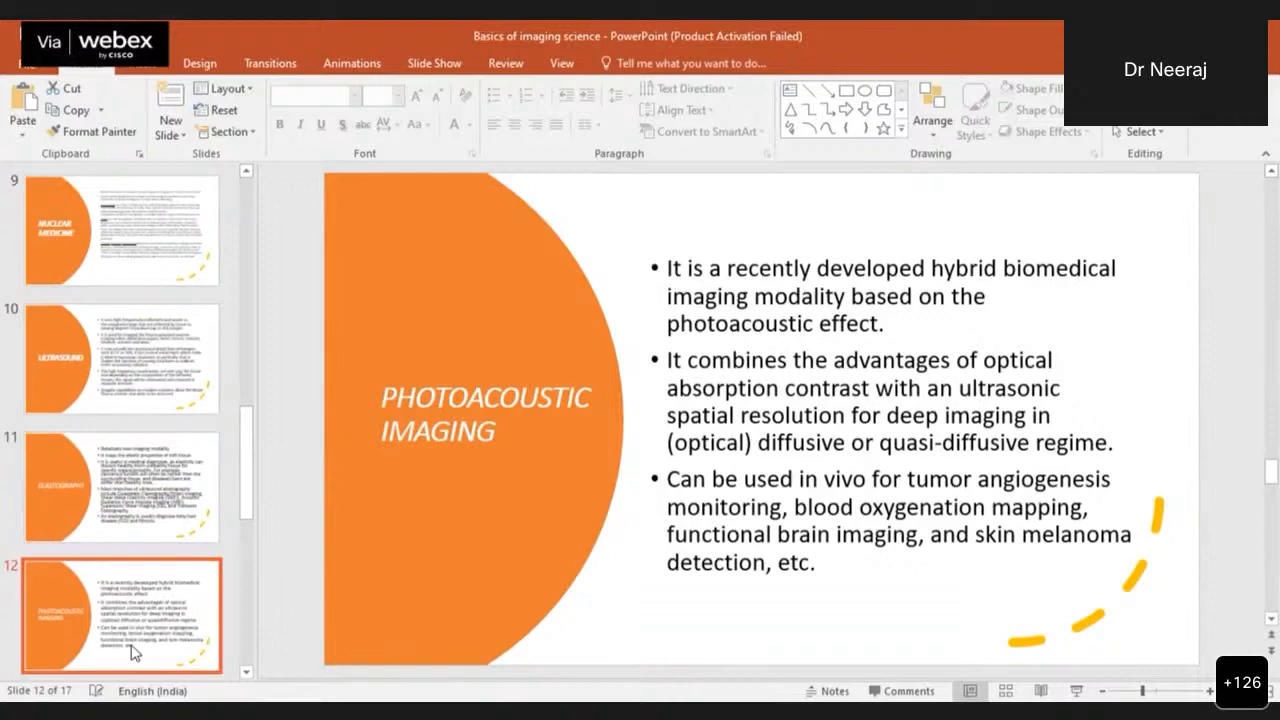 Via webex
by CISCO
Basics of imaging science - PowerPoint (Product Activation Failed)
Dr Neeraj
Design Transitions Animations Slide Show Review View Tell me what you want to do...
Paste
Cut
Copy
Format Painter
Clipboard
New Slide
Layout
Reset
Section
Slides
B I U S abc AV Aa A
Font
Text Direction
Align Text
Convert to SmartArt
Paragraph
Arrange
Quick Styles
Shape Fill
Shape Ou
Shape Effects
Drawing
Select
Editing
9
NUCLEAR
MEDICINE
10
ULTRASOUND
11
ELASTOGRAPHY
12
PHOTOACOUSTIC
IMAGING
PHOTOACOUSTIC
IMAGING
• It is a recently developed hybrid biomedical
imaging modality based on the
photoacoustic effect.
• It combines the advantages of optical
absorption contrast with an ultrasonic
spatial resolution for deep imaging in
(optical) diffusive or quasi-diffusive regime.
• Can be used in vivo for tumor angiogenesis
monitoring, blood oxygenation mapping,
functional brain imaging, and skin melanoma
detection, etc.
Slide 12 of 17 English (India) Notes Comments
+126